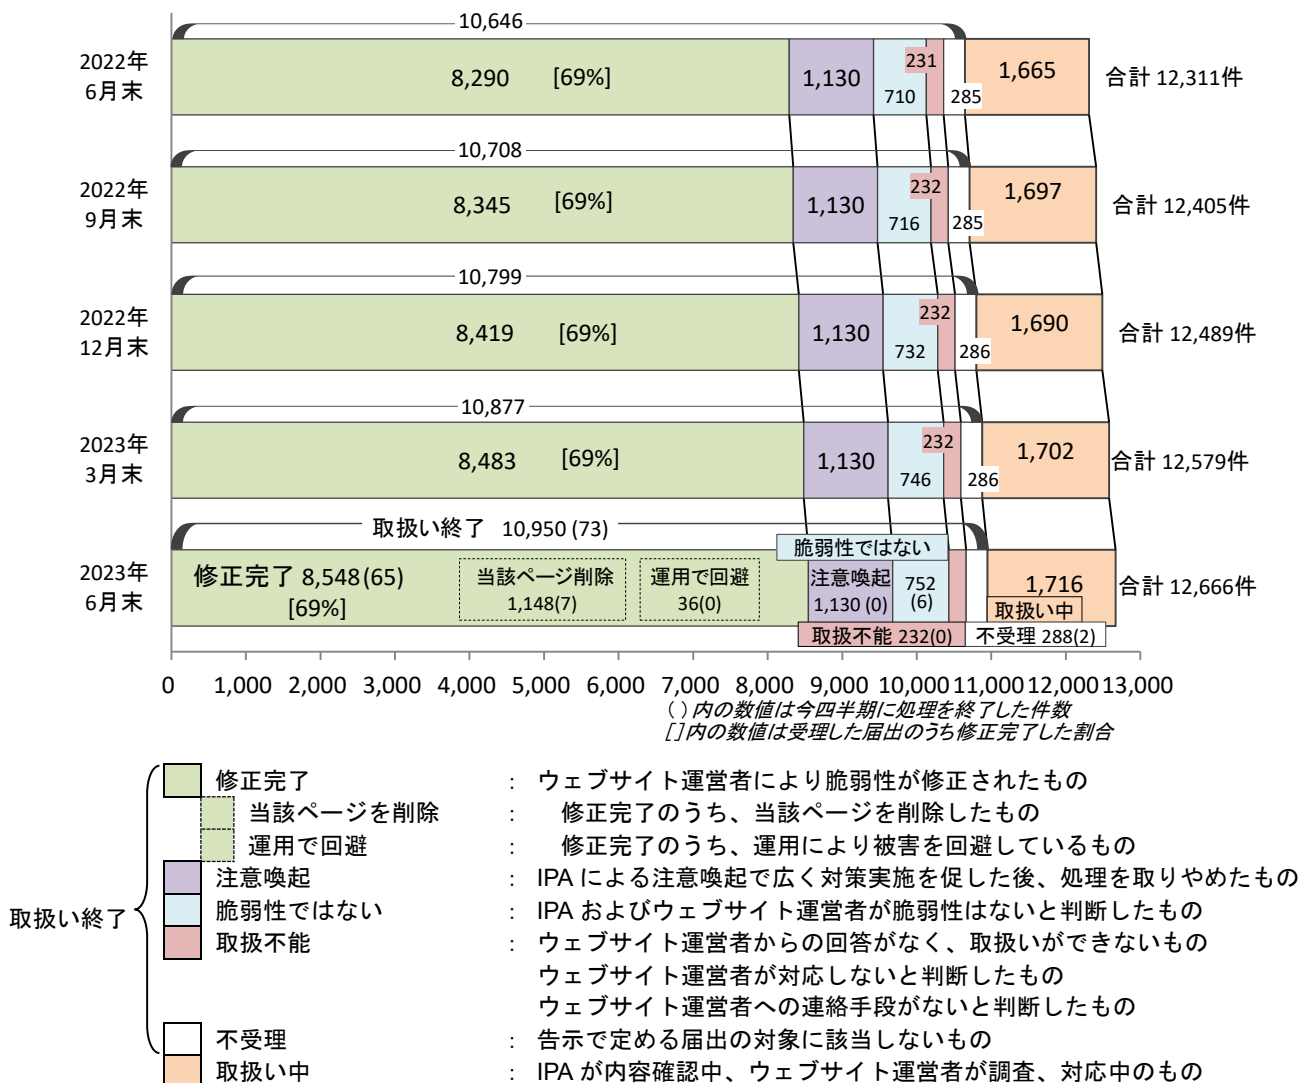 10,646
2022年
6月末
8,290 [69%] 1,130 710 231 285 1,665 合計 12,311件
10,708
2022年
9月末
8,345 [69%] 1,130 716 232 285 1,697 合計 12,405件
10,799
2022年
12月末
8,419 [69%] 1,130 732 232 286 1,690 合計 12,489件
10,877
2023年
3月末
8,483 [69%] 1,130 746 232 286 1,702 合計 12,579件
取扱い終了 10,950 (73)
脆弱性ではない
2023年
6月末
修正完了 8,548(65)
[69%]
当該ページ削除
1,148(7)
運用で回避
36(0)
注意喚起
1,130 (0)
752
(6)
1,716
取扱い中
合計 12,666件
取扱不能 232(0) 不受理 288(2)
0 1,000 2,000 3,000 4,000 5,000 6,000 7,000 8,000 9,000 10,000 11,000 12,000 13,000
( )内の数値は今四半期に処理を終了した件数
[ ]内の数値は受理した届出のうち修正完了した割合
取扱い終了
修正完了 : ウェブサイト運営者により脆弱性が修正されたもの
当該ページを削除 : 修正完了のうち、当該ページを削除したもの
運用で回避 : 修正完了のうち、運用により被害を回避しているもの
注意喚起 : IPA による注意喚起で広く対策実施を促した後、処理を取りやめたもの
脆弱性ではない : IPA およびウェブサイト運営者が脆弱性はないと判断したもの
取扱不能 : ウェブサイト運営者からの回答がなく、取扱いができないもの
ウェブサイト運営者が対応しないと判断したもの
ウェブサイト運営者への連絡手段がないと判断したもの
不受理 : 告示で定める届出の対象に該当しないもの
取扱い中 : IPA が内容確認中、ウェブサイト運営者が調査、対応中のもの